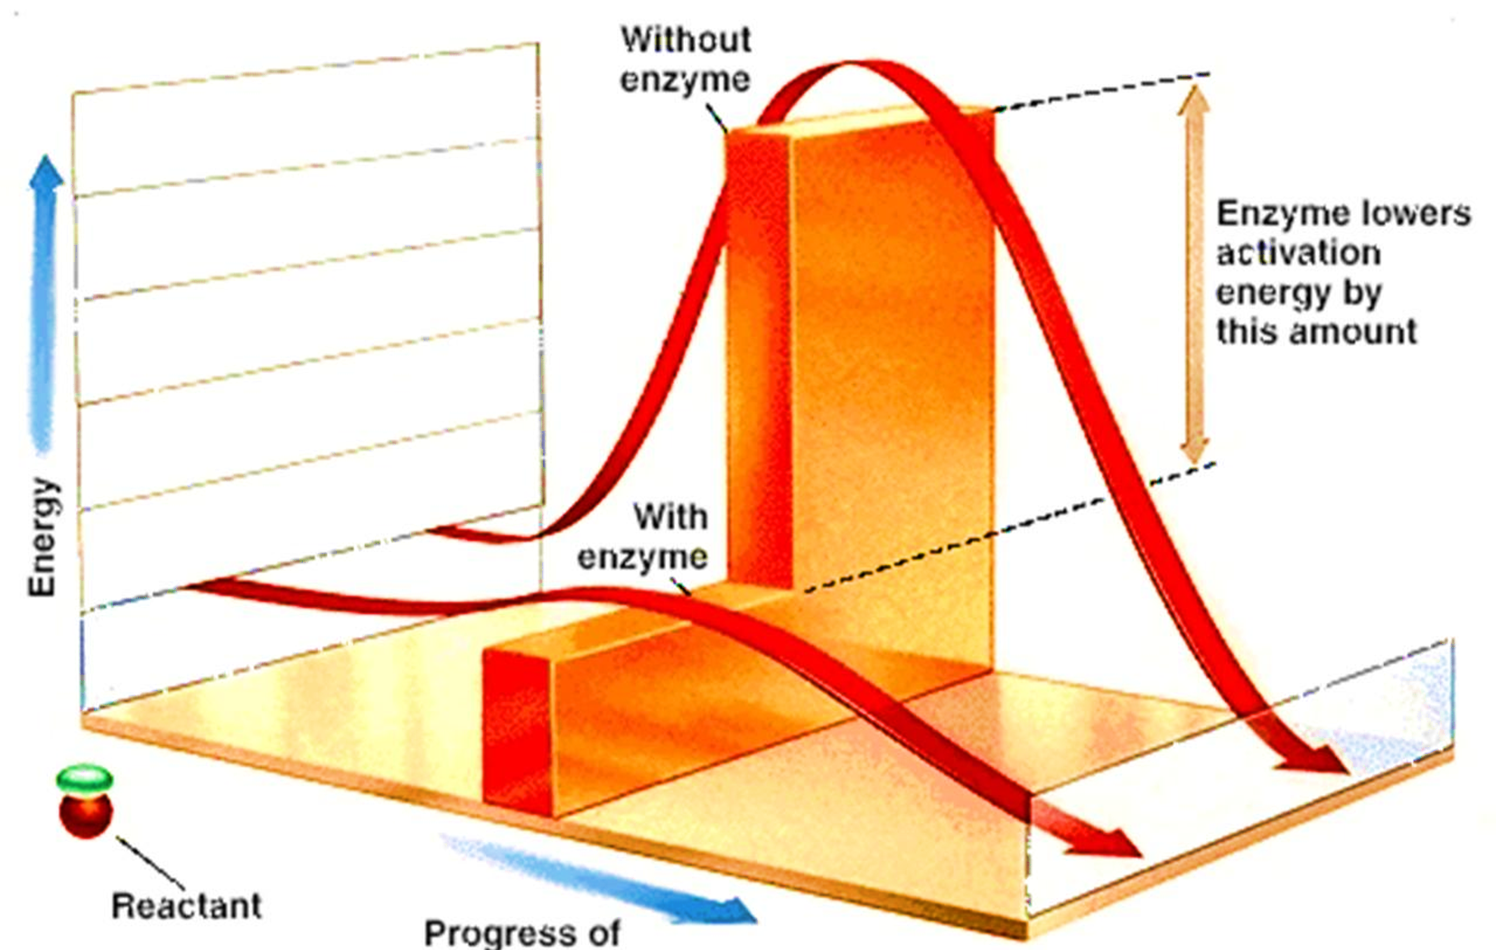 Without
enzyme
Enzyme lowers
activation
energy by
this amount
With
enzyme
Energy
Reactant
Progress of